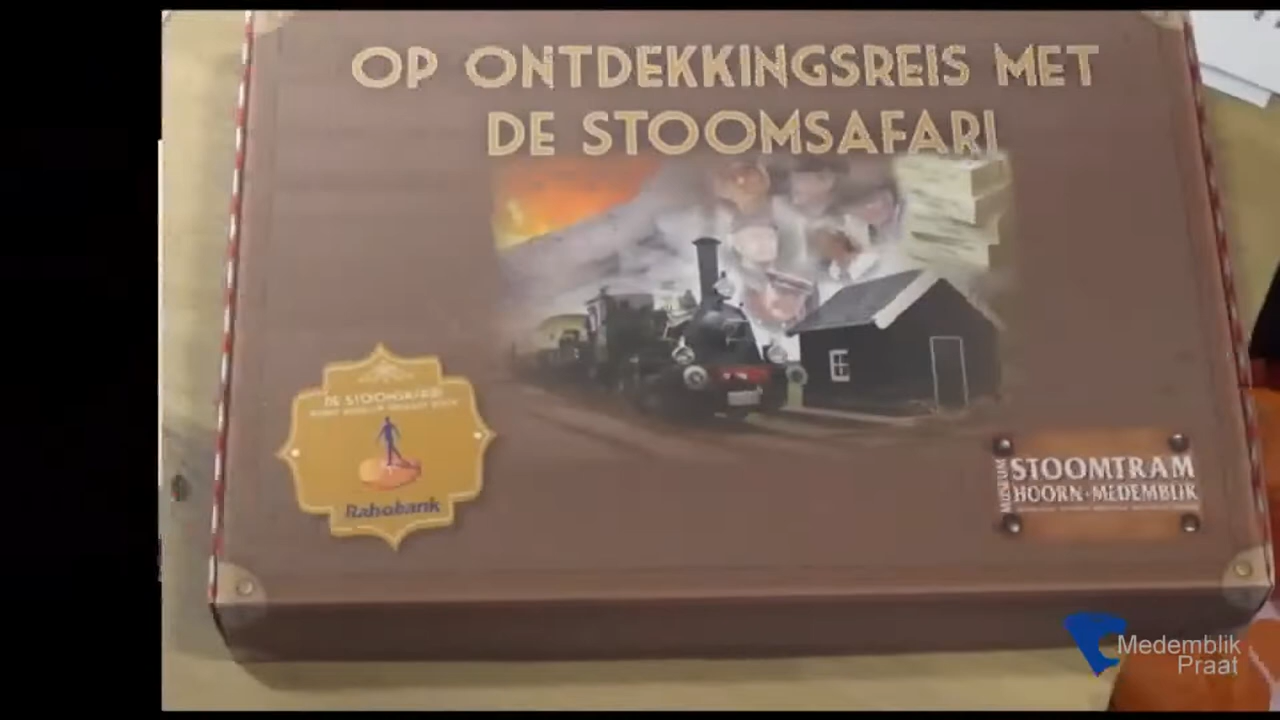 OP ONTDEKKINGSREIS MET
DE STOOMSAFARI
DE STOOMSAFARI
Rabobank
MUSEUM
STOOMTRAM
HOORN·MEDEMBLIK
Medemblik
Praat